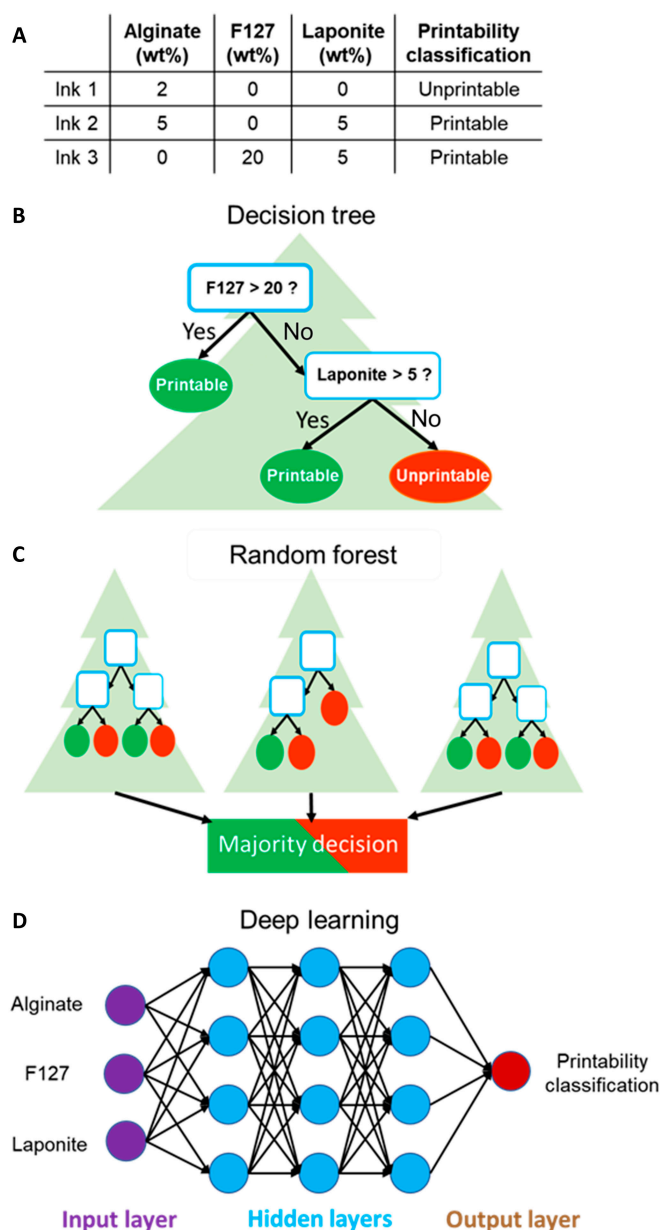 A
Alginate F127 Laponite Printability
(wt%) (wt%) (wt%) classification
Ink 1 2 0 0 Unprintable
Ink 2 5 0 5 Printable
Ink 3 0 20 5 Printable
B
Decision tree
F127 > 20 ?
Yes No
Printable
Laponite > 5 ?
Yes No
Printable Unprintable
C
Random forest
Majority decision
D
Deep learning
Alginate
F127
Laponite
Printability
classification
Input layer Hidden layers Output layer